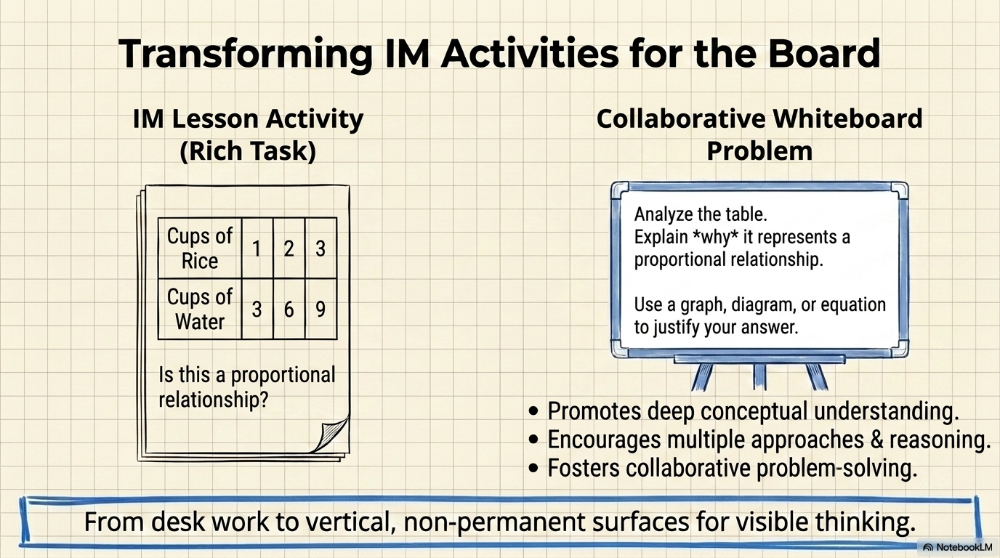 Transforming IM Activities for the Board
IM Lesson Activity
(Rich Task)
Cups of
Rice
1 2 3
Cups of
Water
3 6 9
Is this a proportional
relationship?
Collaborative Whiteboard
Problem
Analyze the table.
Explain *why* it represents a
proportional relationship.
Use a graph, diagram, or equation
to justify your answer.
• Promotes deep conceptual understanding.
• Encourages multiple approaches & reasoning.
• Fosters collaborative problem-solving.
From desk work to vertical, non-permanent surfaces for visible thinking.
NotebookLM